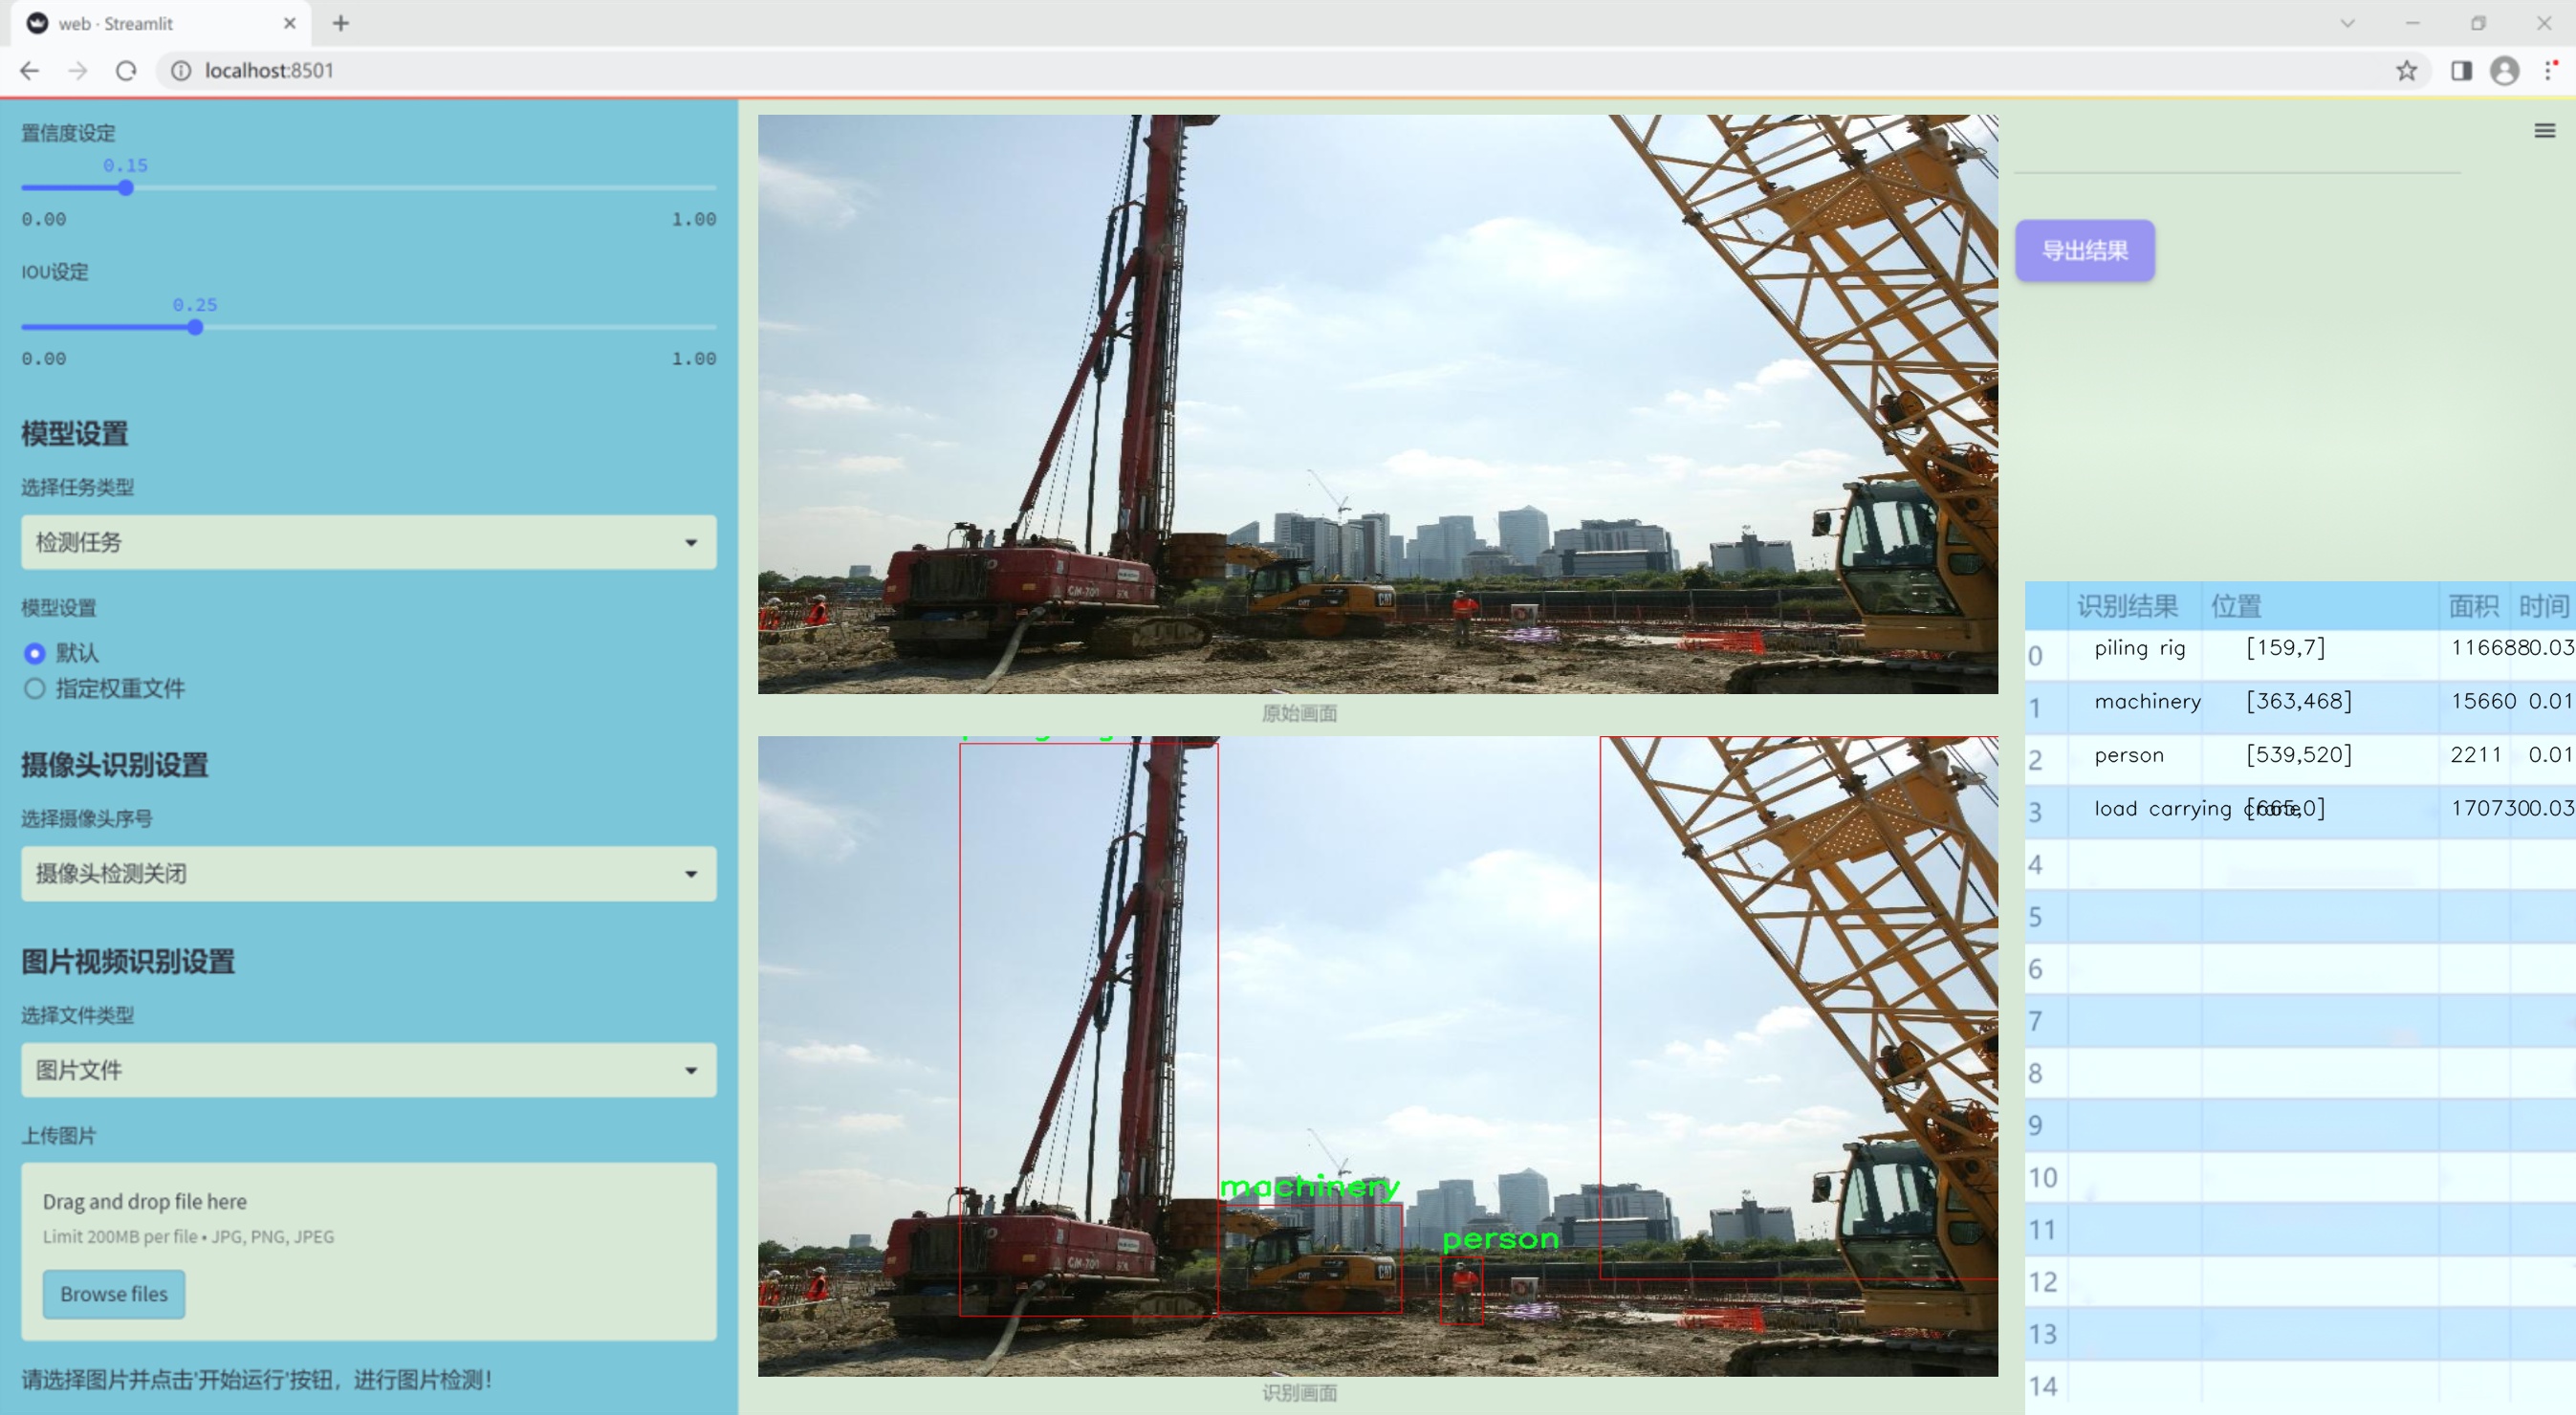 web · Streamlit
localhost:8501
置信度设定
0.15
0.00 1.00
IOU设定
0.25
0.00 1.00
模型设置
选择任务类型
检测任务
模型设置
默认
指定权重文件
摄像头识别设置
选择摄像头序号
摄像头检测关闭
图片视频识别设置
选择文件类型
图片文件
上传图片
Drag and drop file here
Limit 200MB per file • JPG, PNG, JPEG
Browse files
请选择图片并点击'开始运行'按钮，进行图片检测!
CM-700
CAT
CAT
原始画面
machinery
person
CM-700
CAT
CAT
识别画面
导出结果
识别结果 位置 面积 时间
0 piling rig [159,7] 116688 0.03
1 machinery [363,468] 15660 0.01
2 person [539,520] 2211 0.01
3 load carrying crane [665,0] 170730 0.03
4
5
6
7
8
9
10
11
12
13
14